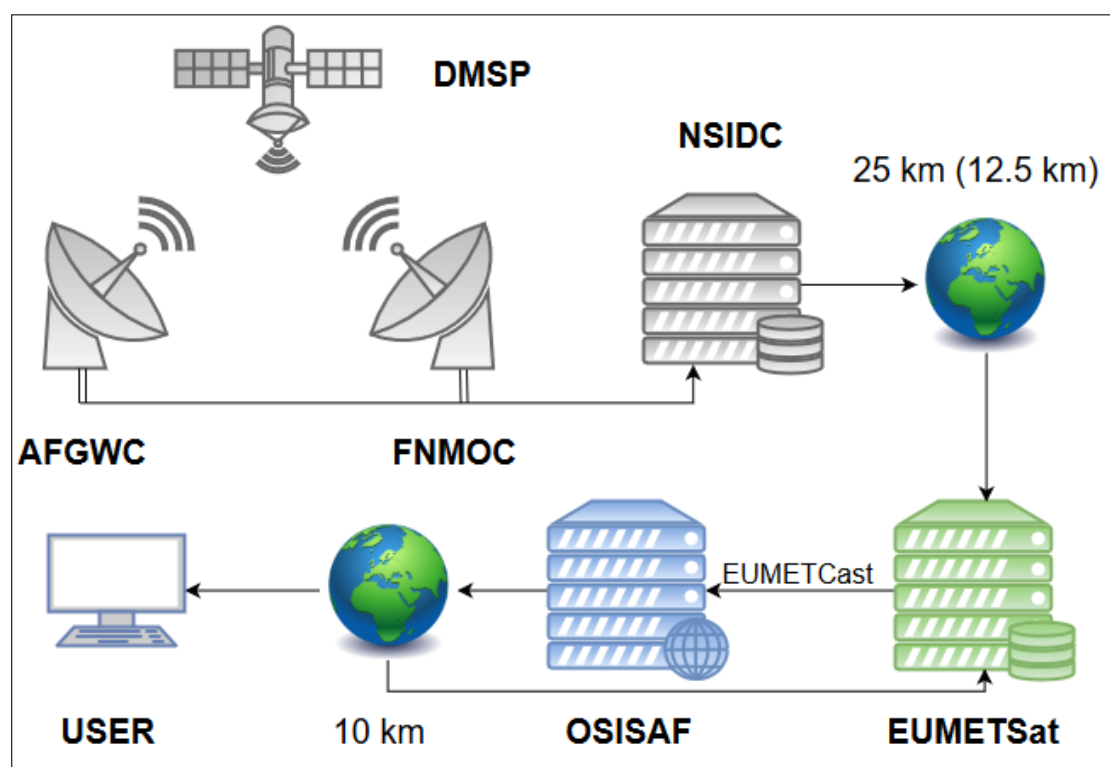 DMSP
NSIDC
25 km (12.5 km)
AFGWC
FNMOC
EUMETCast
USER
10 km
OSISAF
EUMETSat